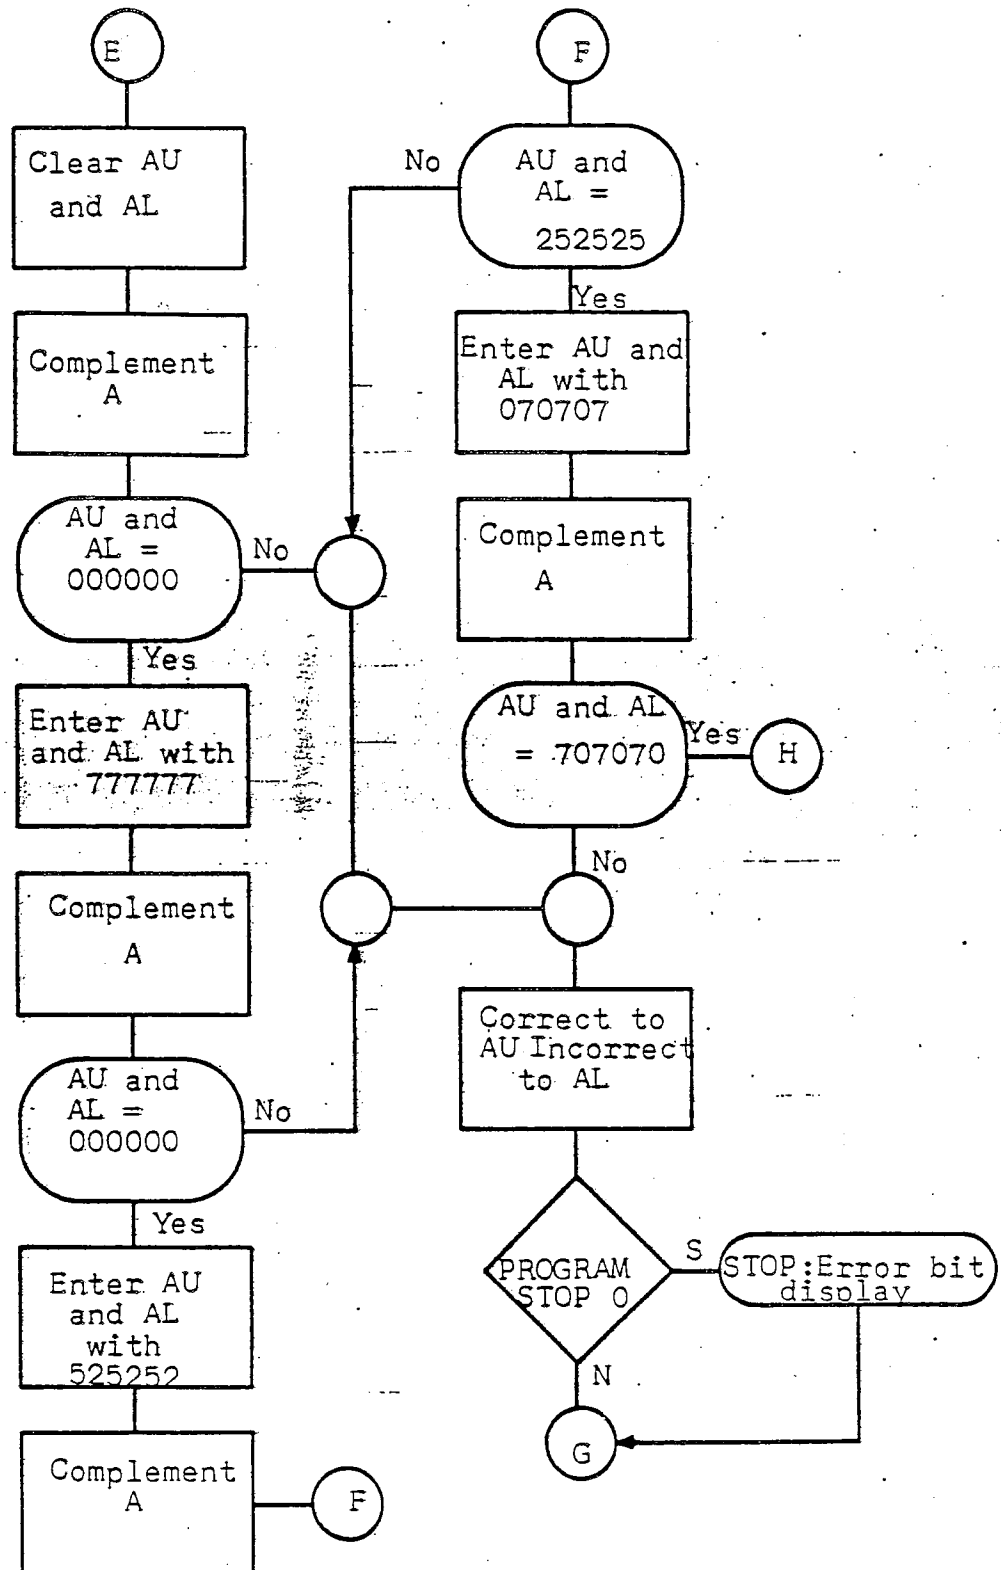 E
Clear AU
and AL
Complement
A
AU and
AL =
000000
No
Yes
Enter AU
and AL with
777777
Complement
A
AU and
AL =
000000
No
Yes
Enter AU
and AL
with
525252
Complement
A
F
F
AU and
AL =
252525
No
Yes
Enter AU and
AL with
070707
Complement
A
AU and AL
= 707070
Yes
H
No
Correct to
AU Incorrect
to AL
PROGRAM
STOP 0
S
STOP:Error bit
display
N
G